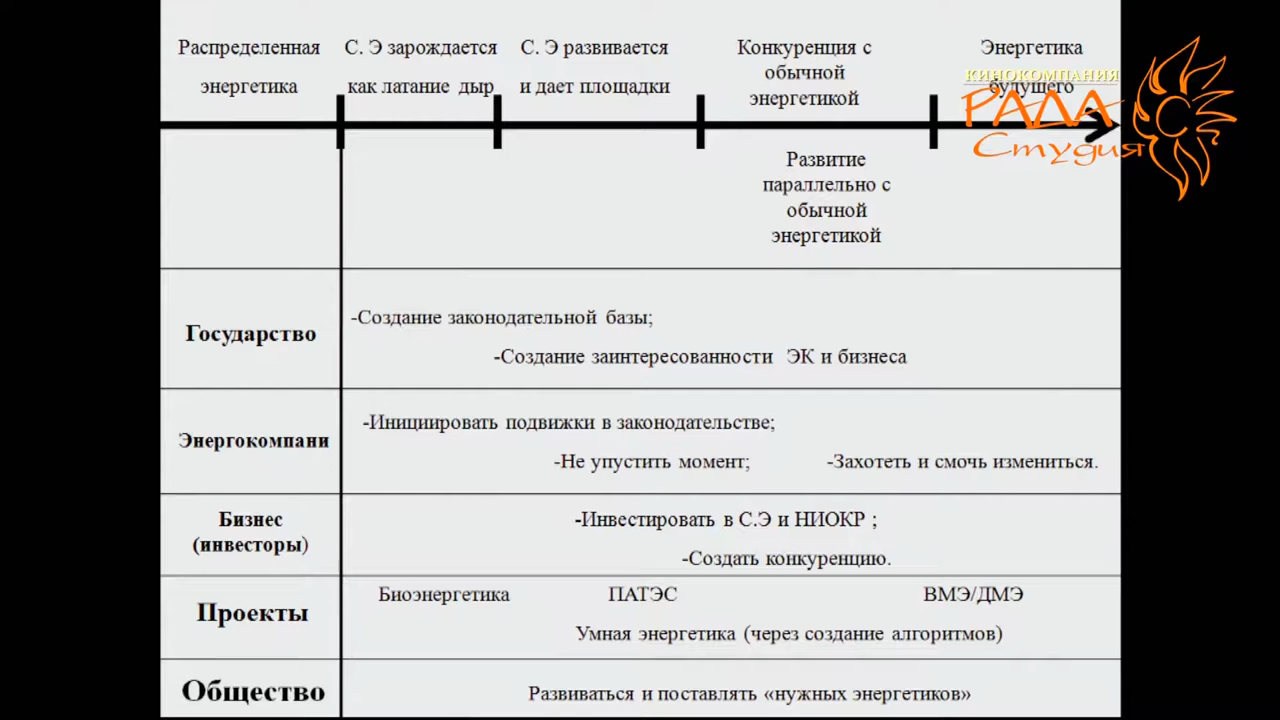 Распределенная
энергетика
С. Э зарождается
как латание дыр
С. Э развивается
и дает площадки
Конкуренция с
обычной
энергетикой
Энергетика
будущего
КИНОКОМПАНИЯ
РАДА
Студия
Развитие
параллельно с
обычной
энергетикой
Государство
-Создание законодательной базы;
-Создание заинтересованности ЭК и бизнеса
Энергокомпани
-Инициировать подвижки в законодательстве;
-Не упустить момент; -Захотеть и смочь измениться.
Бизнес
(инвесторы)
-Инвестировать в С.Э и НИОКР ;
-Создать конкуренцию.
Проекты
Биоэнергетика ПАТЭС ВМЭ/ДМЭ
Умная энергетика (через создание алгоритмов)
Общество
Развиваться и поставлять «нужных энергетиков»